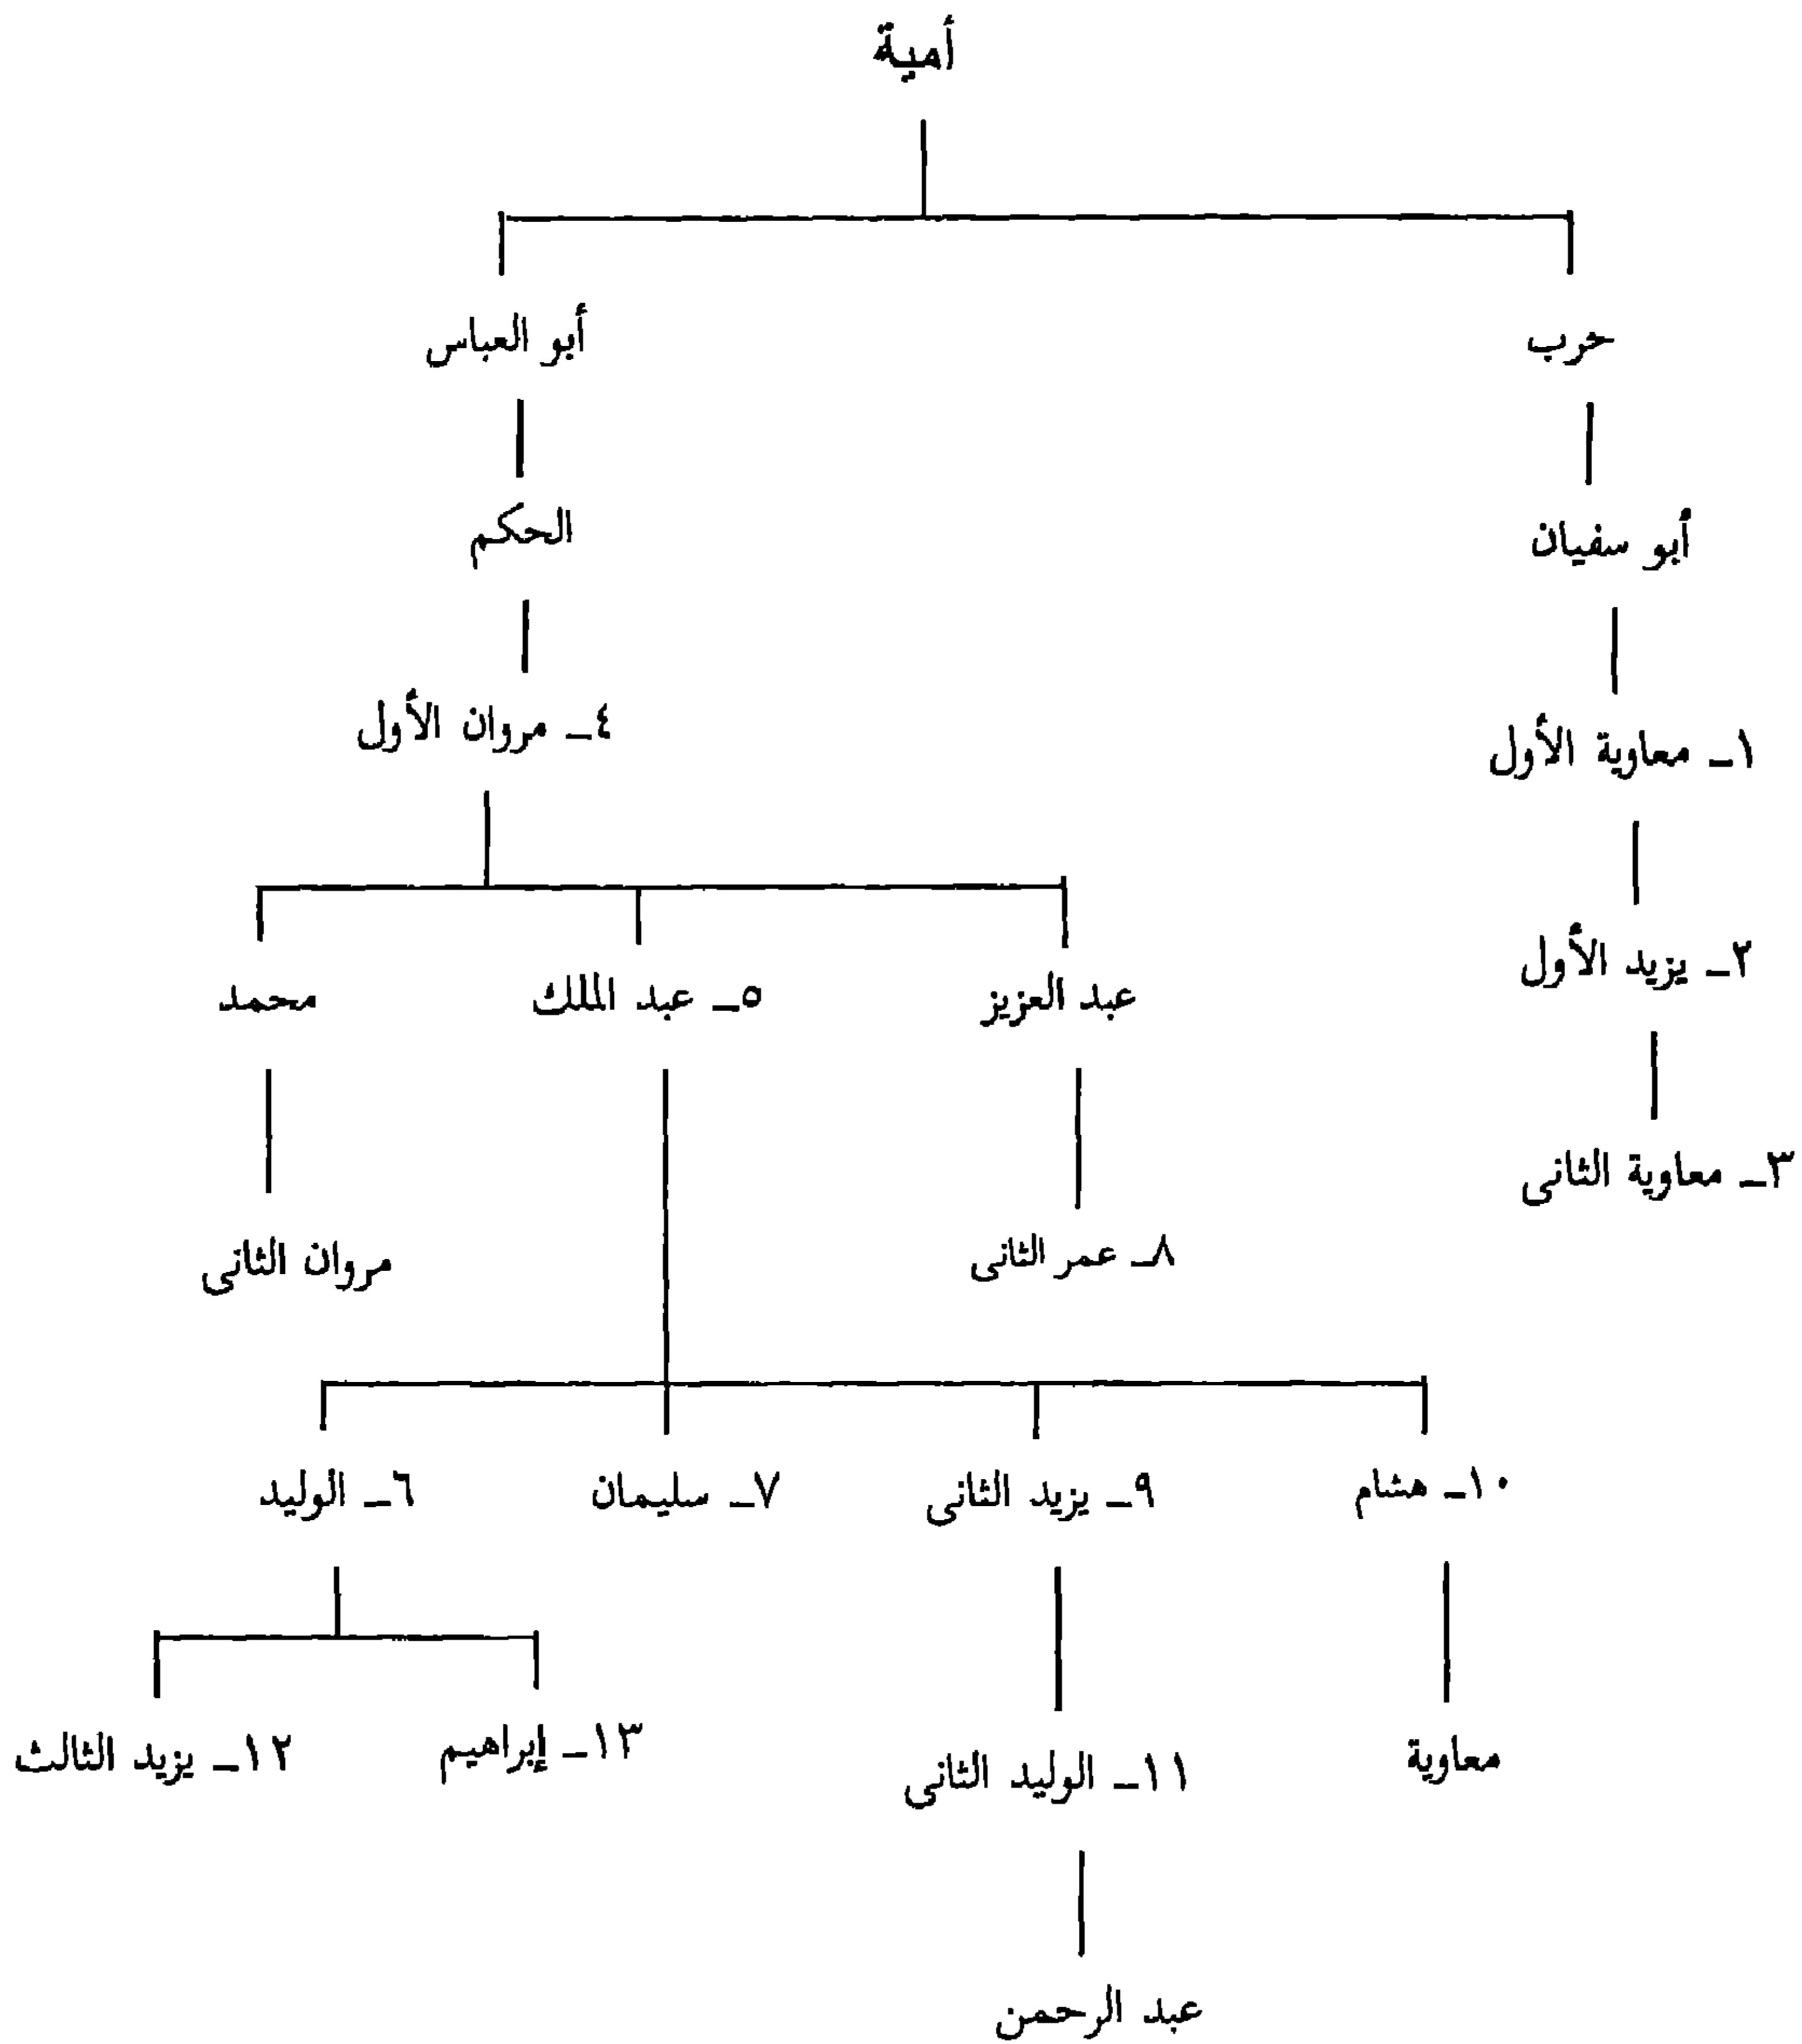 أمية
حرب
أبو العباس
أبو سفيان
الحكم
١ـ معاوية الأول
٤ـ مروان الأول
٢ـ يزيد الأول
عبد العزيز
٥ـ عبد الملك
محمد
٣ـ معاوية الثانى
٨ـ عمر الثانى
مروان الثانى
١٠ـ هشام
٩ـ يزيد الثانى
٧ـ سليمان
٦ـ الوليد
معاوية
١١ـ الوليد الثانى
١٣ـ إبراهيم
١٢ـ يزيد الثالث
عبد الرحمن